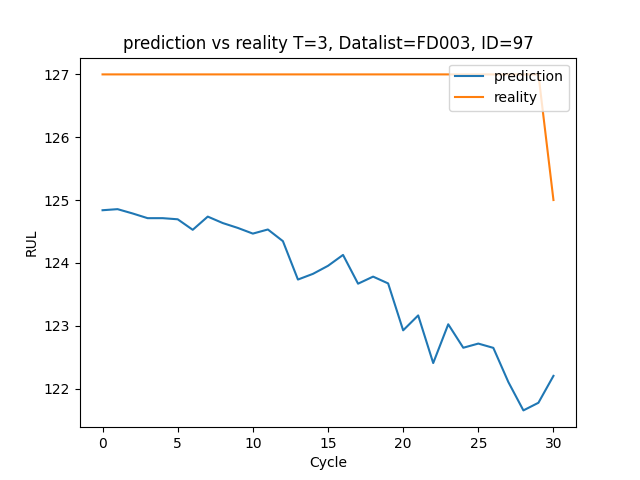 prediction vs reality T=3, Datalist=FD003, ID=97
127
126
125
124
123
122
RUL
prediction
reality
0 5 10 15 20 25 30
Cycle